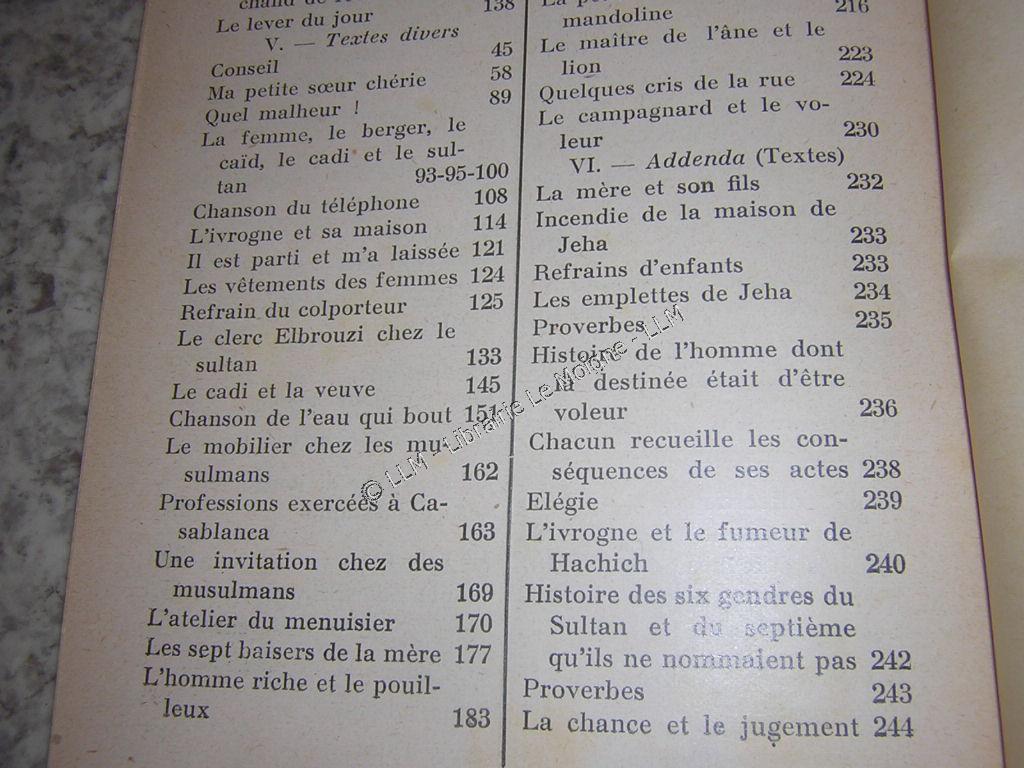 138
Le lever du jour
V. — Textes divers
Conseil 45
Ma petite sœur chérie 58
Quel malheur ! 89
La femme, le berger, le
caïd, le cadi et le sul-
tan 93-95-100
Chanson du téléphone 108
L'ivrogne et sa maison 114
Il est parti et m'a laissée 121
Les vêtements des femmes 124
Refrain du colporteur 125
Le clerc Elbrouzi chez le
sultan 133
Le cadi et la veuve 145
Chanson de l'eau qui bout 151
Le mobilier chez les mu-
sulmans 162
Professions exercées à Ca-
sablanca 163
Une invitation chez des
musulmans 169
L'atelier du menuisier 170
Les sept baisers de la mère 177
L'homme riche et le pouil-
leux 183
mandoline 216
Le maître de l'âne et le
lion 223
Quelques cris de la rue 224
Le campagnard et le vo-
leur 230
VI. — Addenda (Textes)
La mère et son fils 232
Incendie de la maison de
Jeha 233
Refrains d'enfants 233
Les emplettes de Jeha 234
Proverbes 235
Histoire de l'homme dont
la destinée était d'être
voleur 236
Chacun recueille les con-
séquences de ses actes 238
Elégie 239
L'ivrogne et le fumeur de
Hachich 240
Histoire des six gendres du
Sultan et du septième
qu'ils ne nommaient pas 242
Proverbes 243
La chance et le jugement 244
© LLM - Librairie Le Moigne - LLM